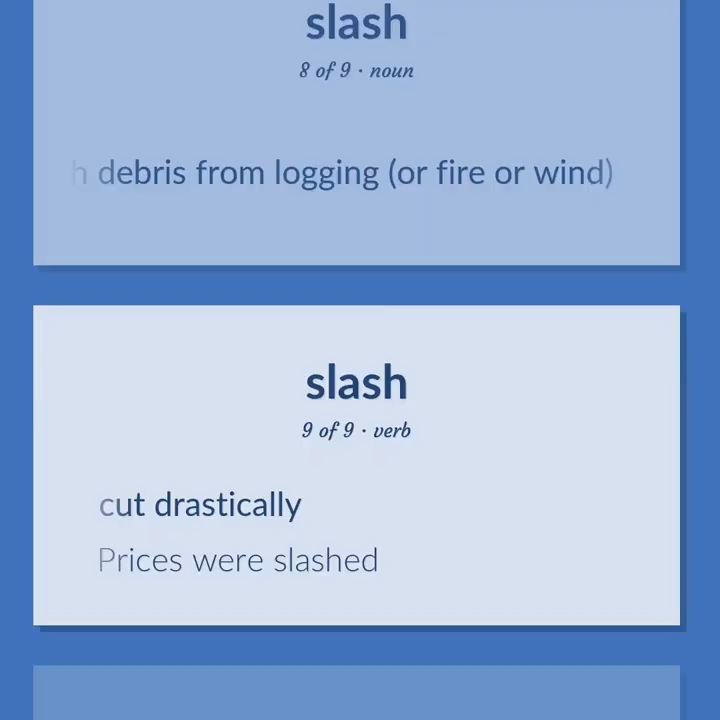 slash
8 of 9 · noun
h debris from logging (or fire or wind)
slash
9 of 9 · verb
cut drastically
Prices were slashed